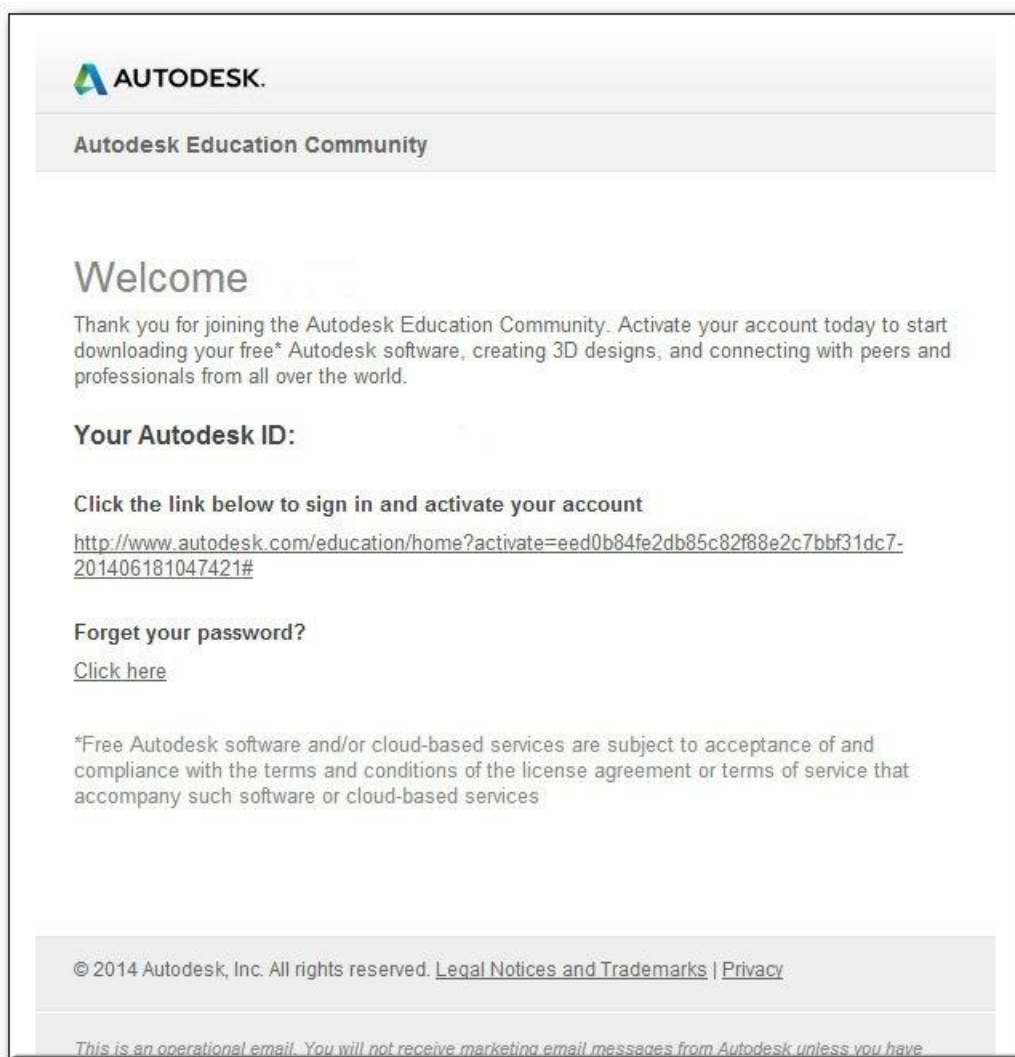 AUTODESK.
Autodesk Education Community
Welcome
Thank you for joining the Autodesk Education Community. Activate your account today to start
downloading your free* Autodesk software, creating 3D designs, and connecting with peers and
professionals from all over the world.
Your Autodesk ID:
Click the link below to sign in and activate your account
http://www.autodesk.com/education/home?activate=eed0b84fe2db85c82f88e2c7bbf31dc7-
201406181047421#
Forget your password?
Click here
*Free Autodesk software and/or cloud-based services are subject to acceptance of and
compliance with the terms and conditions of the license agreement or terms of service that
accompany such software or cloud-based services
© 2014 Autodesk, Inc. All rights reserved. Legal Notices and Trademarks | Privacy
This is an operational email. You will not receive marketing email messages from Autodesk unless you have